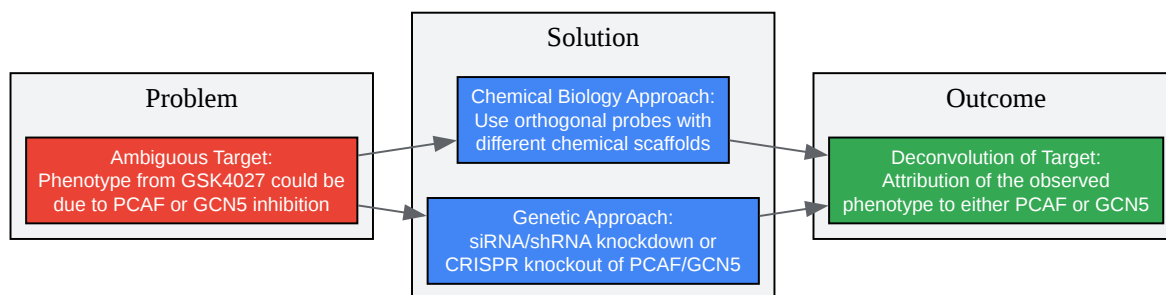 Problem
Ambiguous Target:
Phenotype from GSK4027 could be
due to PCAF or GCN5 inhibition
Solution
Chemical Biology Approach:
Use orthogonal probes with
different chemical scaffolds
Genetic Approach:
siRNA/shRNA knockdown or
CRISPR knockout of PCAF/GCN5
Outcome
Deconvolution of Target:
Attribution of the observed
phenotype to either PCAF or GCN5